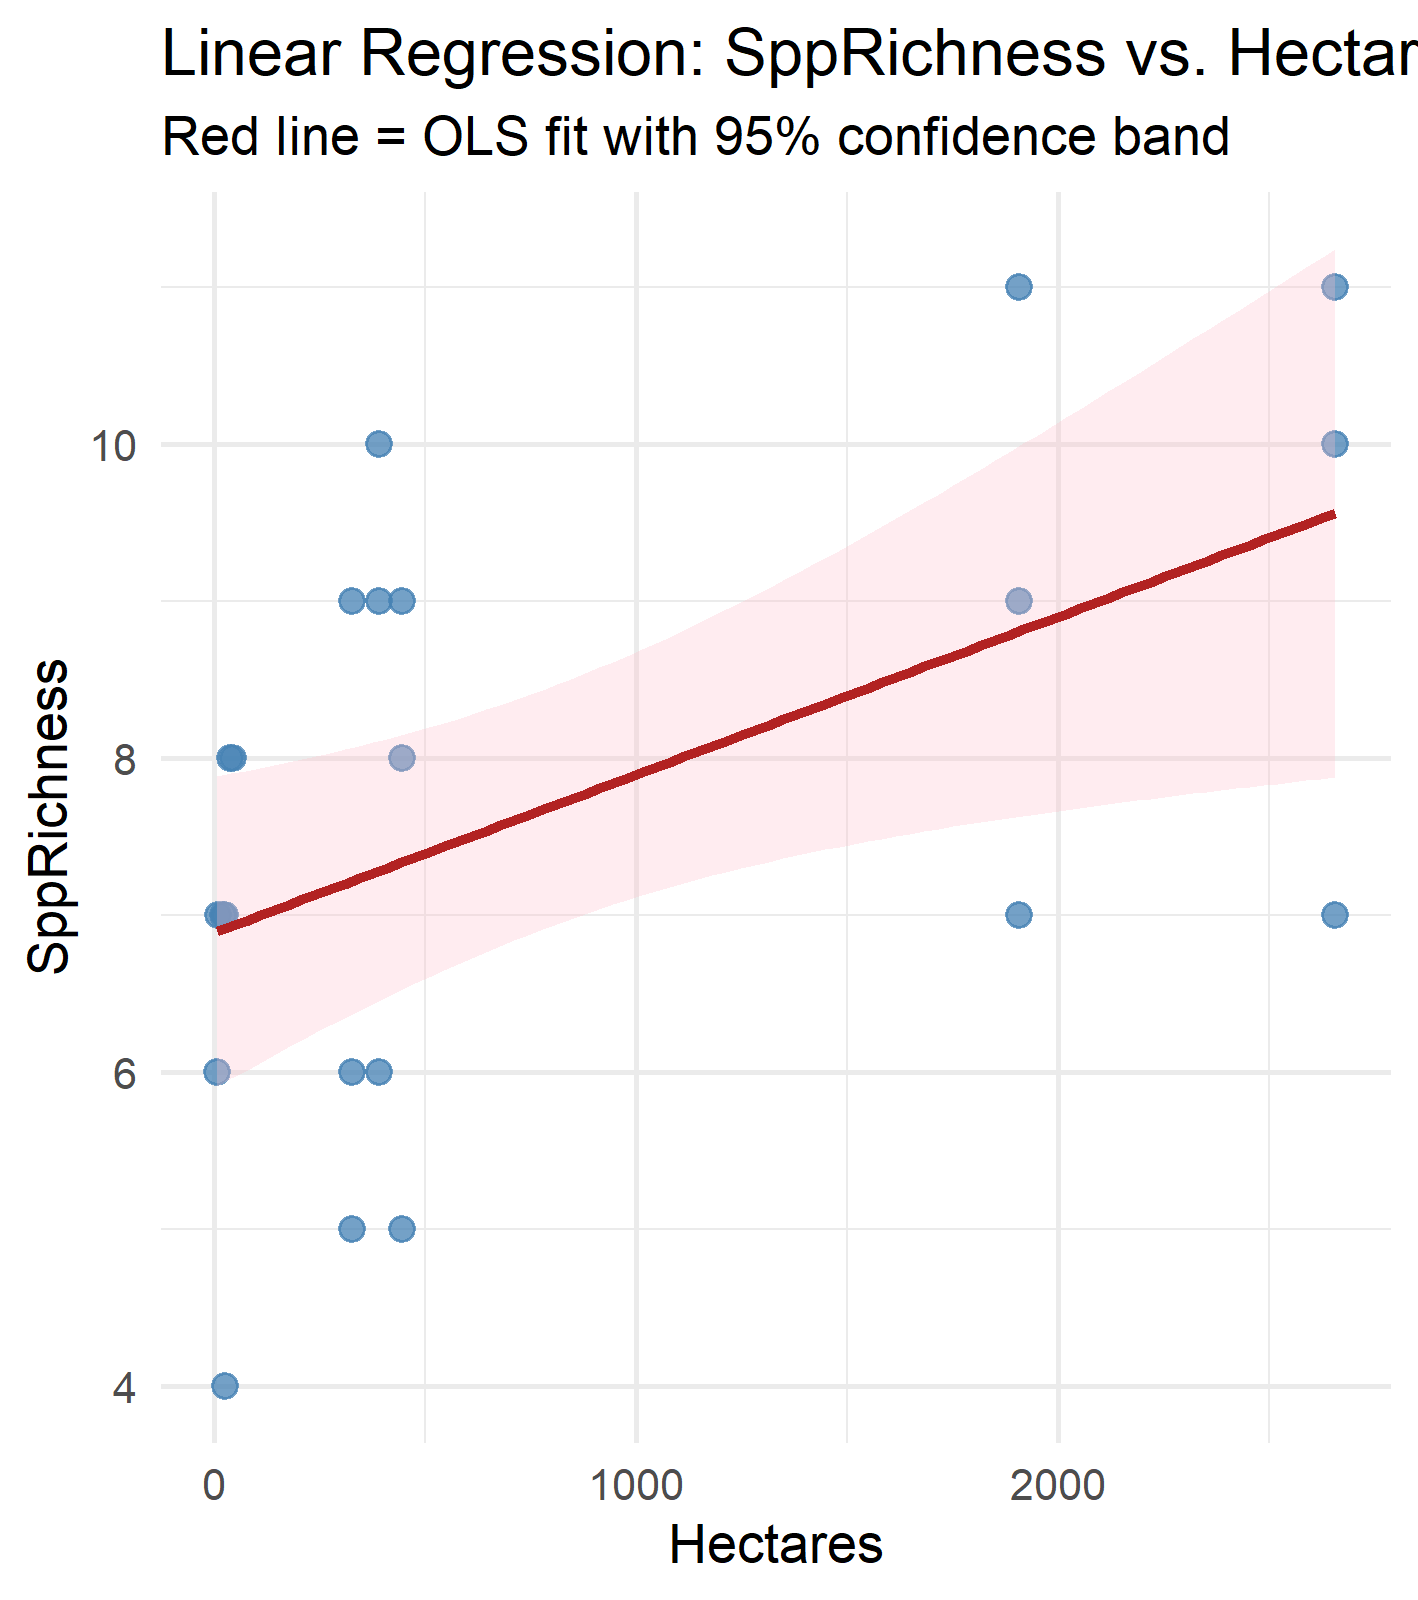 Linear Regression: SppRichness vs. Hectar
Red line = OLS fit with 95% confidence band
SppRichness
10
8
6
4
0 1000 2000
Hectares